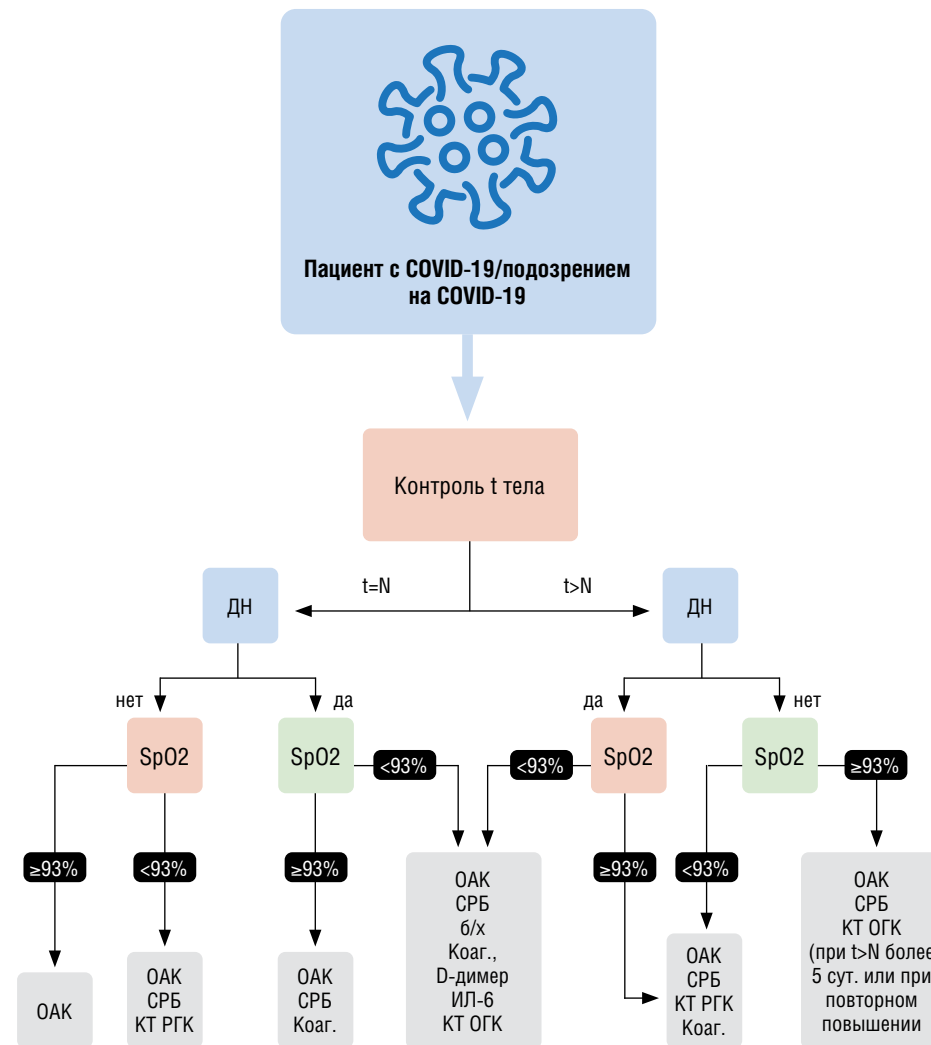 Пациент с COVID-19/подозрением
на COVID-19
Контроль t тела
t=N
t>N
ДН
ДН
нет
да
да
нет
SpO2
SpO2
SpO2
SpO2
<93%
<93%
≥93%
≥93%
<93%
≥93%
≥93%
<93%
ОАК
ОАК
СРБ
КТ РГК
ОАК
СРБ
Коаг.
ОАК
СРБ
б/х
Коаг.,
D-димер
ИЛ-6
КТ ОГК
ОАК
СРБ
КТ РГК
Коаг.
ОАК
СРБ
КТ ОГК
(при t>N более
5 сут. или при
повторном
повышении